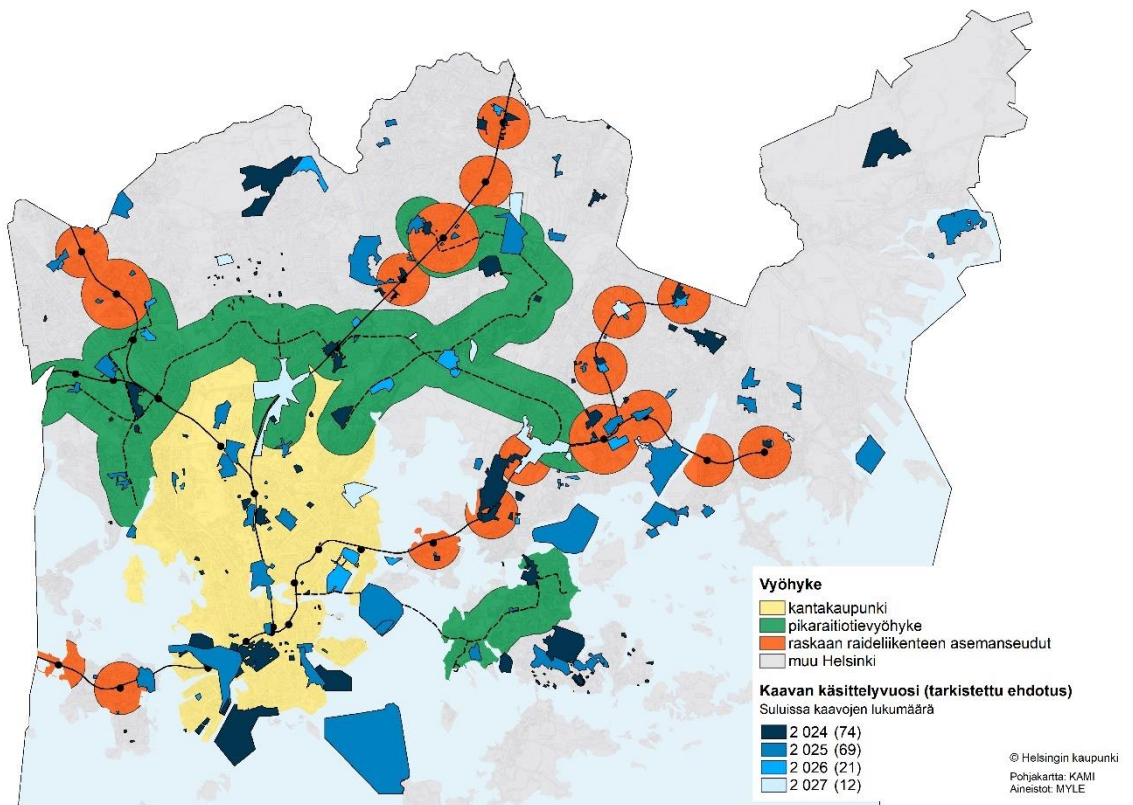 Vyöhyke
kantakaupunki
pikaraitiotievyöhyke
raskaan raideliikenteen asemanseudut
muu Helsinki
Kaavan käsittelyvuosi (tarkistettu ehdotus)
Suluissa kaavojen lukumäärä
2 024 (74)
2 025 (69)
2 026 (21)
2 027 (12)
© Helsingin kaupunki
Pohjakartta: KAMI
Aineistot: MYLE